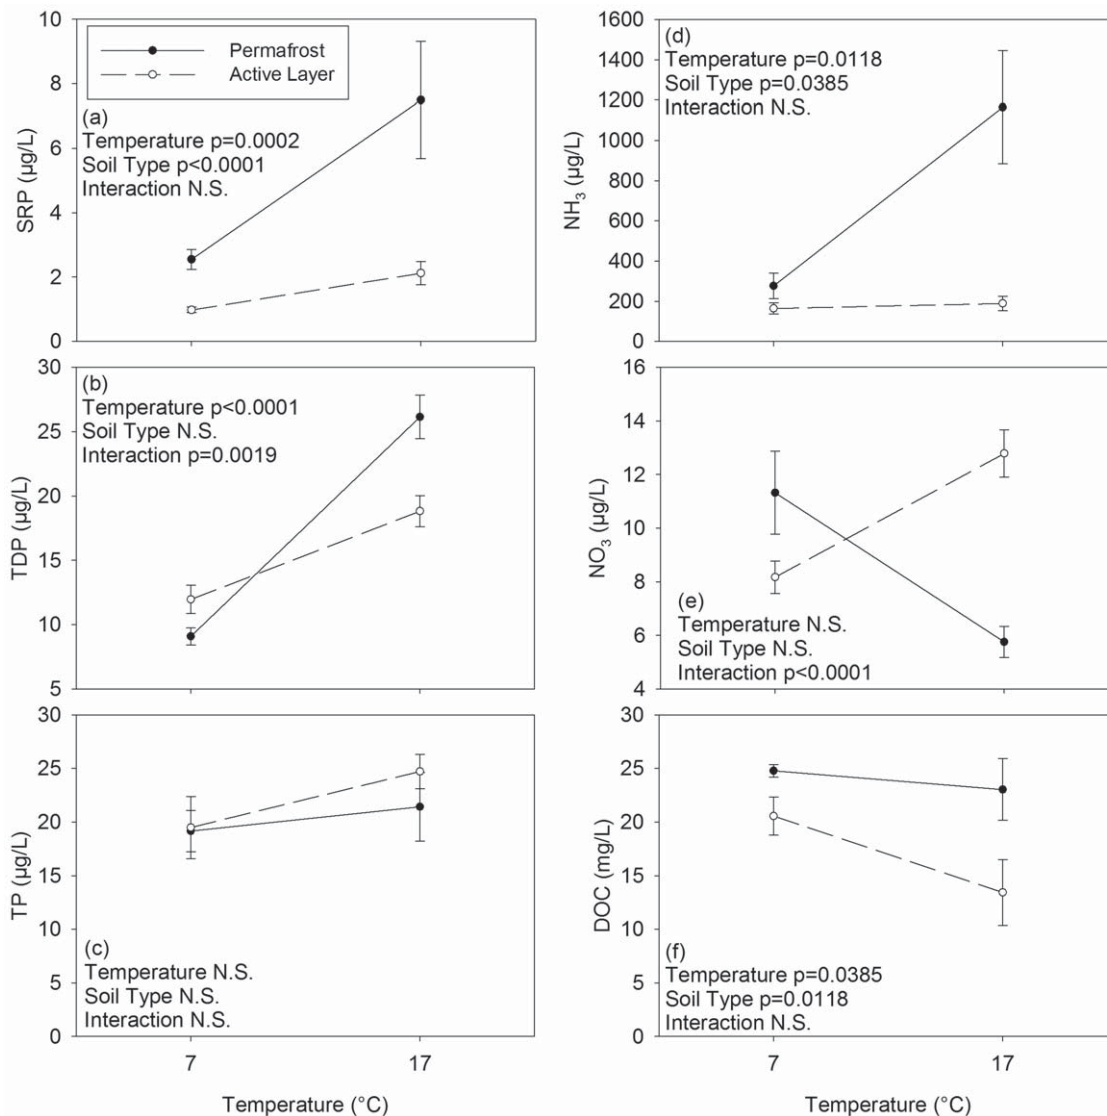 10
8
6
4
2
0
SRP (µg/L)
Permafrost
Active Layer
(a)
Temperature p=0.0002
Soil Type p<0.0001
Interaction N.S.
1600
1400
1200
1000
800
600
400
200
0
NH3 (µg/L)
(d)
Temperature p=0.0118
Soil Type p=0.0385
Interaction N.S.
30
25
20
15
10
5
TDP (µg/L)
(b)
Temperature p<0.0001
Soil Type N.S.
Interaction p=0.0019
16
14
12
10
8
6
4
NO3 (µg/L)
(e)
Temperature N.S.
Soil Type N.S.
Interaction p<0.0001
30
25
20
15
10
5
0
TP (µg/L)
(c)
Temperature N.S.
Soil Type N.S.
Interaction N.S.
7
17
Temperature (°C)
30
25
20
15
10
5
0
DOC (mg/L)
(f)
Temperature p=0.0385
Soil Type p=0.0118
Interaction N.S.
7
17
Temperature (°C)